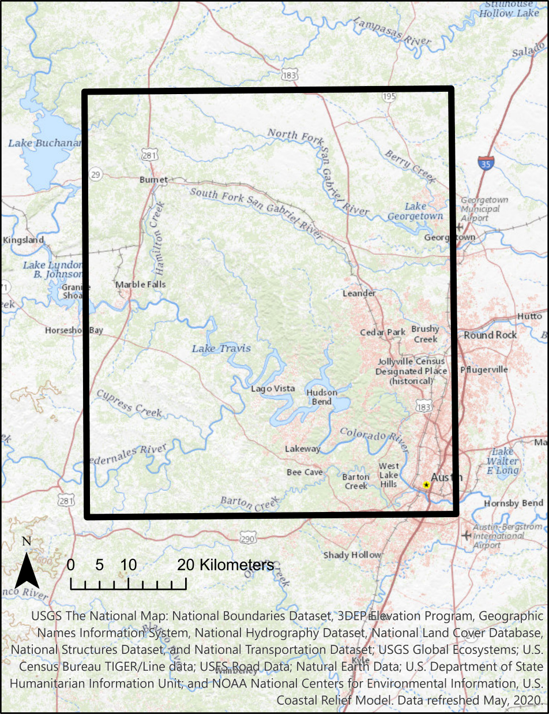 Stillhouse
Hollow Lake
Lampasas River
Salado
183
195
Lake Buchanan
North Fork San Gabriel River
Berry Creek
35
281
29
Burnet
South Fork San Gabriel River
Lake
Georgetown
Georgetown
Municipal
Airport
Georgetown
Kingsland
Hamilton Creek
Lake Lyndon
B. Johnson
Marble Falls
Granite
Shoals
Leander
71
Hutto
Horseshoe Bay
Cedar Park
Brushy
Creek
Round Rock
Lake Travis
Jollyville Census
Designated Place
(historical)
Pflugerville
Lago Vista
Hudson
Bend
183
Cypress Creek
Colorado River
Pedernales River
Lakeway
Ma
Lake
Walter
E Long
Bee Cave
West
Lake
Hills
Barton
Creek
Austin
281
Barton Creek
Hornsby Bend
290
Austin-Bergstrom
International
Airport
N
Shady Hollow
0 5 10 20 Kilometers
Creek
nco River
Kyle
Wimberley
USGS The National Map: National Boundaries Dataset, 3DEP Elevation Program, Geographic
Names Information System, National Hydrography Dataset, National Land Cover Database,
National Structures Dataset, and National Transportation Dataset; USGS Global Ecosystems; U.S.
Census Bureau TIGER/Line data; USFS Road Data; Natural Earth Data; U.S. Department of State
Humanitarian Information Unit; and NOAA National Centers for Environmental Information, U.S.
Coastal Relief Model. Data refreshed May, 2020.